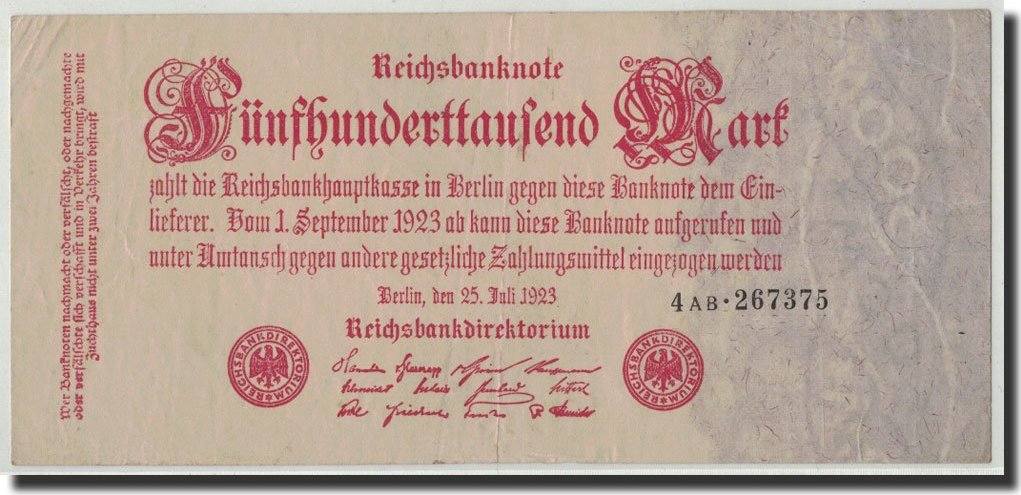 Reichsbanknote
Fünfhunderttausend Mark
zahlt die Reichsbankhauptkasse in Berlin gegen diese Banknote dem Ein-
lieferer. Vom 1. September 1923 ab kann diese Banknote aufgerufen und
unter Umtausch gegen andere gesetzliche Zahlungsmittel eingezogen werden
Berlin, den 25. Juli 1923
4AB·267375
Reichsbankdirektorium
REICHSBANKDIREKTORIUM
REICHSBANKDIREKTORIUM
Wer Banknoten nachmacht oder verfälscht, oder nachgemachte
oder verfälschte sich verschafft und in Verkehr bringt, wird mit
Zuchthaus nicht unter zwei Jahren bestraft